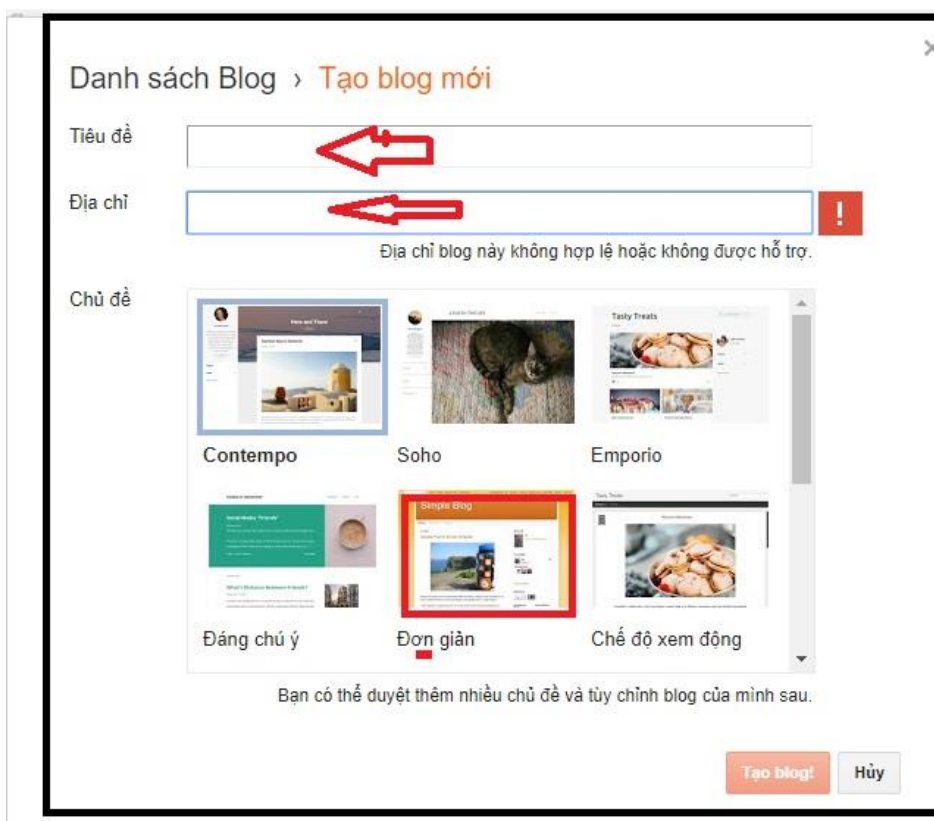 Danh sách Blog › Tạo blog mới
Tiêu đề
Địa chỉ
!
Địa chỉ blog này không hợp lệ hoặc không được hỗ trợ.
Chủ đề
Tasty Treats
Contempo
Soho
Emporio
Simple Blog
Đáng chú ý
Đơn giản
Chế độ xem động
Bạn có thể duyệt thêm nhiều chủ đề và tùy chỉnh blog của mình sau.
Tạo blog! Hủy